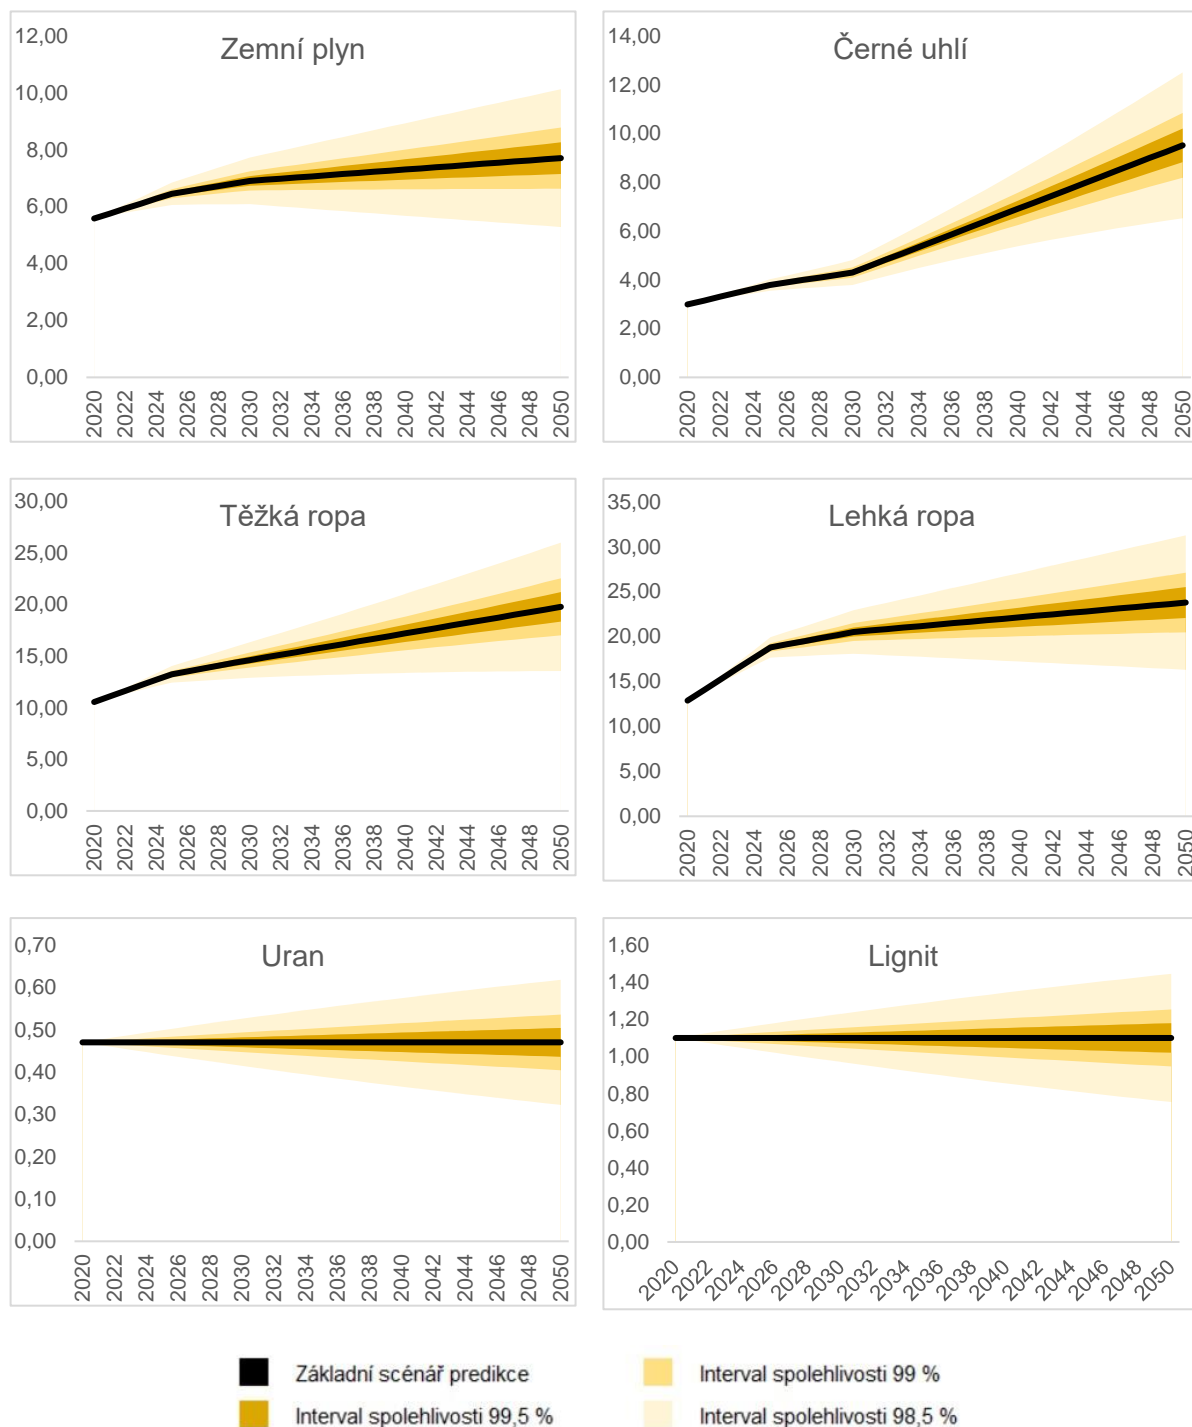 Zemní plyn
12,00
10,00
8,00
6,00
4,00
2,00
0,00
2020 2022 2024 2026 2028 2030 2032 2034 2036 2038 2040 2042 2044 2046 2048 2050
Černé uhlí
14,00
12,00
10,00
8,00
6,00
4,00
2,00
0,00
2020 2022 2024 2026 2028 2030 2032 2034 2036 2038 2040 2042 2044 2046 2048 2050
Těžká ropa
30,00
25,00
20,00
15,00
10,00
5,00
0,00
2020 2022 2024 2026 2028 2030 2032 2034 2036 2038 2040 2042 2044 2046 2048 2050
Lehká ropa
35,00
30,00
25,00
20,00
15,00
10,00
5,00
0,00
2020 2022 2024 2026 2028 2030 2032 2034 2036 2038 2040 2042 2044 2046 2048 2050
Uran
0,70
0,60
0,50
0,40
0,30
0,20
0,10
0,00
2020 2022 2024 2026 2028 2030 2032 2034 2036 2038 2040 2042 2044 2046 2048 2050
Lignit
1,60
1,40
1,20
1,00
0,80
0,60
0,40
0,20
0,00
2020 2022 2024 2026 2028 2030 2032 2034 2036 2038 2040 2042 2044 2046 2048 2050
Základní scénář predikce
Interval spolehlivosti 99 %
Interval spolehlivosti 99,5 %
Interval spolehlivosti 98,5 %